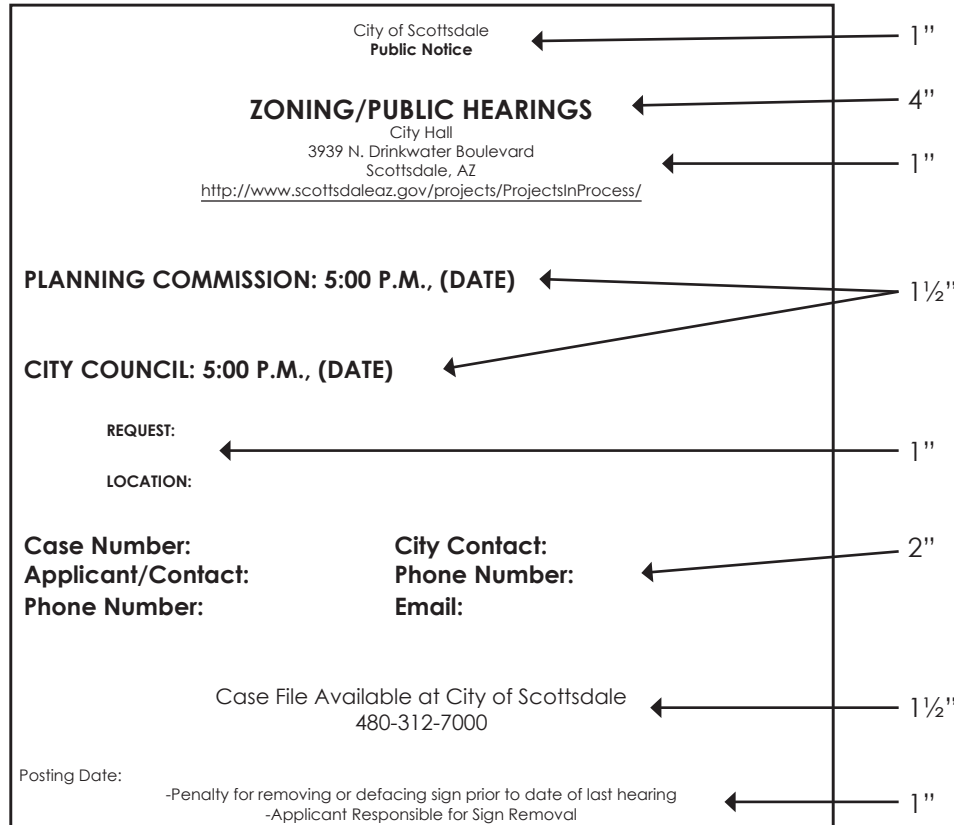 City of Scottsdale 1”
Public Notice
ZONING/PUBLIC HEARINGS 4”
City Hall
3939 N. Drinkwater Boulevard 1”
Scottsdale, AZ
http://www.scottsdaleaz.gov/projects/ProjectsInProcess/
PLANNING COMMISSION: 5:00 P.M., (DATE) 1½”
CITY COUNCIL: 5:00 P.M., (DATE)
REQUEST: 1”
LOCATION:
Case Number: City Contact: 2”
Applicant/Contact: Phone Number:
Phone Number: Email:
Case File Available at City of Scottsdale 1½”
480-312-7000
Posting Date:
-Penalty for removing or defacing sign prior to date of last hearing 1”
-Applicant Responsible for Sign Removal